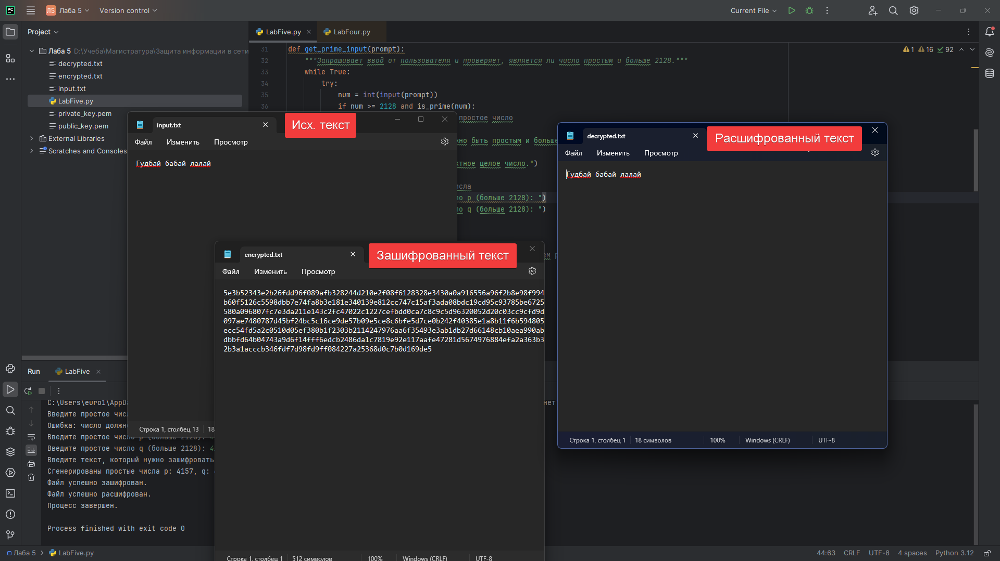 PC
Л5 Лаба 5 Version control
Current File
Project
Лаба 5 D:\Учеба\Магистратура\Защита информации в сети
decrypted.txt
encrypted.txt
input.txt
LabFive.py
private_key.pem
public_key.pem
External Libraries
Scratches and Consoles
LabFive.py
LabFour.py
1 16 92
31 def get_prime_input(prompt):
32 """Запрашивает ввод от пользователя и проверяет, является ли число простым и больше 2128."""
33 while True:
34 try:
35 num = int(input(prompt))
36 if num >= 2128 and is_prime(num):
простое число
но быть простым и больше
тное целое число.")
исла
ло p (больше 2128): ")
ло q (больше 2128): ")
ем р
input.txt
Исх. текст
Файл Изменить Просмотр
Гудбай бабай лалай
Строка 1, столбец 13 18
encrypted.txt
Зашифрованный текст
Файл Изменить Просмотр
5e3b52343e2b26fdd96f089afb328244d210e2f08f6128328e3430a0a916556a96f2b8e98f994
b60f5126c5598dbb7e74fa8b3e181e340139e812cc747c15af3ada08bdc19cd95c93785be6725
580a096807fc7e3da211e143c2fc47022c1227cefbdd0ca7c8c9c5d96320052d20c03cc9cfd9d
097ae7480787d45bf24bc5c16ce9de57b09e5ce8c6bfe5d7ce0b242f40385e1a8b11f6b594805
ecc54fd5a2c0510d05ef380b1f2303b2114247976aa6f35493e3ab1db27d66148cb10aea990ab
dbbfd64b04743a9d6f14fff6edcb2486da1c7819e92e117aafe47281d5674976884efa2a363b3
2b3a1acccb346fdf7d98fd9ff084227a25368d0c7b0d169de5
Строка 1, столбец 1 512 символов 100% Windows (CRLF) UTF-8
decrypted.txt
Расшифрованный текст
Файл Изменить Просмотр
Гудбай бабай лалай
Строка 1, столбец 1 18 символов 100% Windows (CRLF) UTF-8
Run LabFive
C:\Users\euro1\AppDa
нет
Введите простое чис
Ошибка: число должн
Введите простое число p (больше 2128): 4
Введите простое число q (больше 2128): 4
Введите текст, который нужно зашифровать
Сгенерированы простые числа p: 4157, q:
Файл успешно зашифрован.
Файл успешно расшифрован.
Процесс завершен.
Process finished with exit code 0
Лаба 5 LabFive.py
44:63 CRLF UTF-8 4 spaces Python 3.12